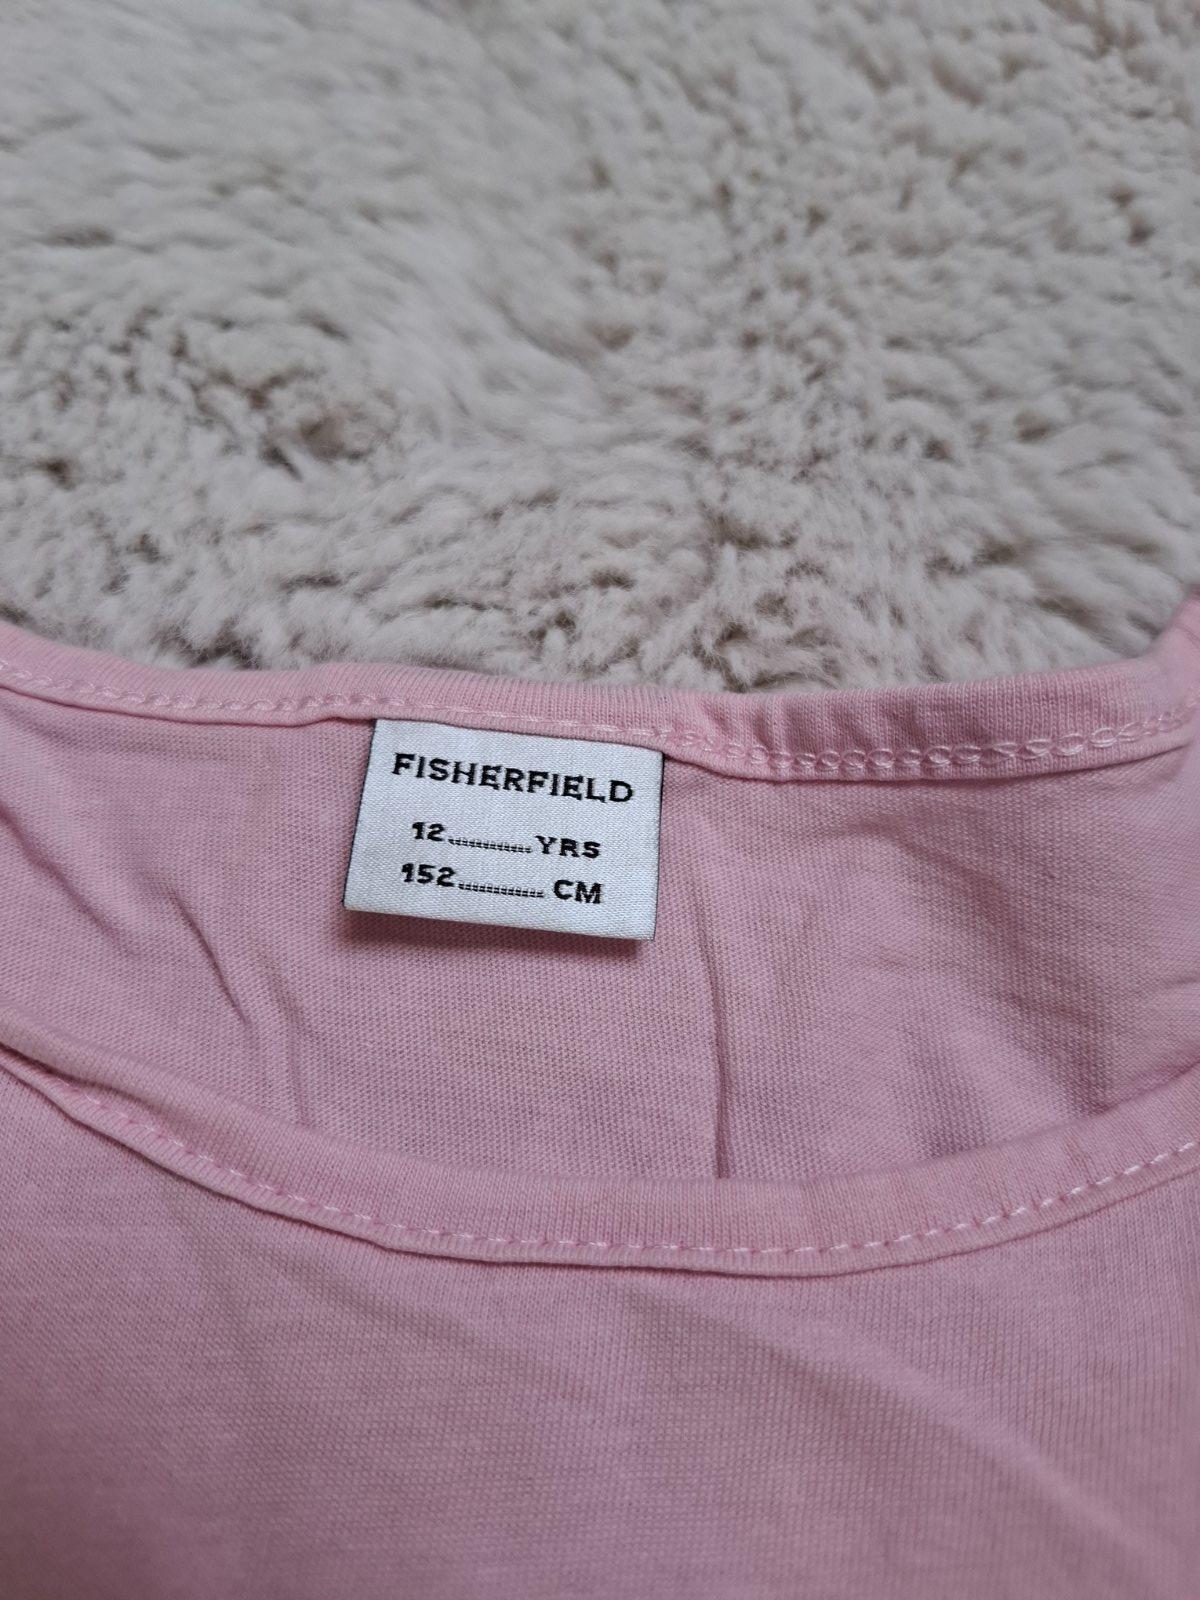 FISHERFIELD
12............YRS
152............ CM